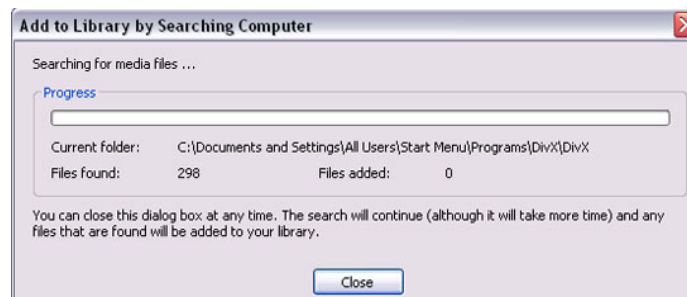 Add to Library by Searching Computer
Searching for media files ...
Progress
Current folder: C:\Documents and Settings\All Users\Start Menu\Programs\DivX\DivX
Files found: 298 Files added: 0
You can close this dialog box at any time. The search will continue (although it will take more time) and any
files that are found will be added to your library.
Close